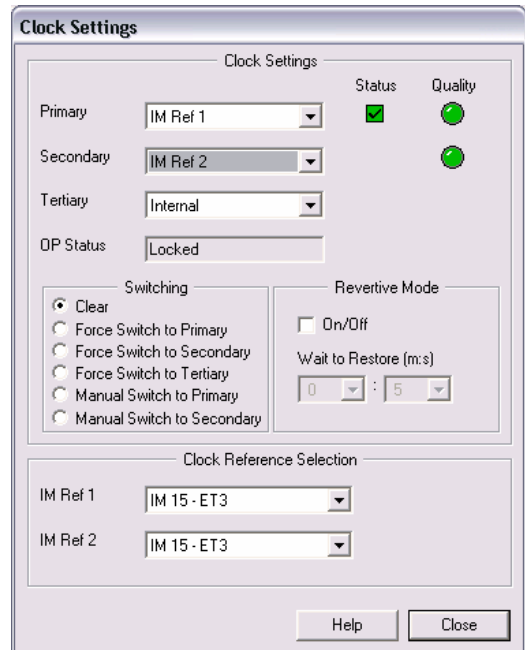 Clock Settings
Clock Settings
Status Quality
Primary IM Ref 1
Secondary IM Ref 2
Tertiary Internal
OP Status Locked
Switching
Clear
Force Switch to Primary
Force Switch to Secondary
Force Switch to Tertiary
Manual Switch to Primary
Manual Switch to Secondary
Revertive Mode
On/Off
Wait to Restore (m:s)
0 : 5
Clock Reference Selection
IM Ref 1 IM 15 - ET3
IM Ref 2 IM 15 - ET3
Help Close